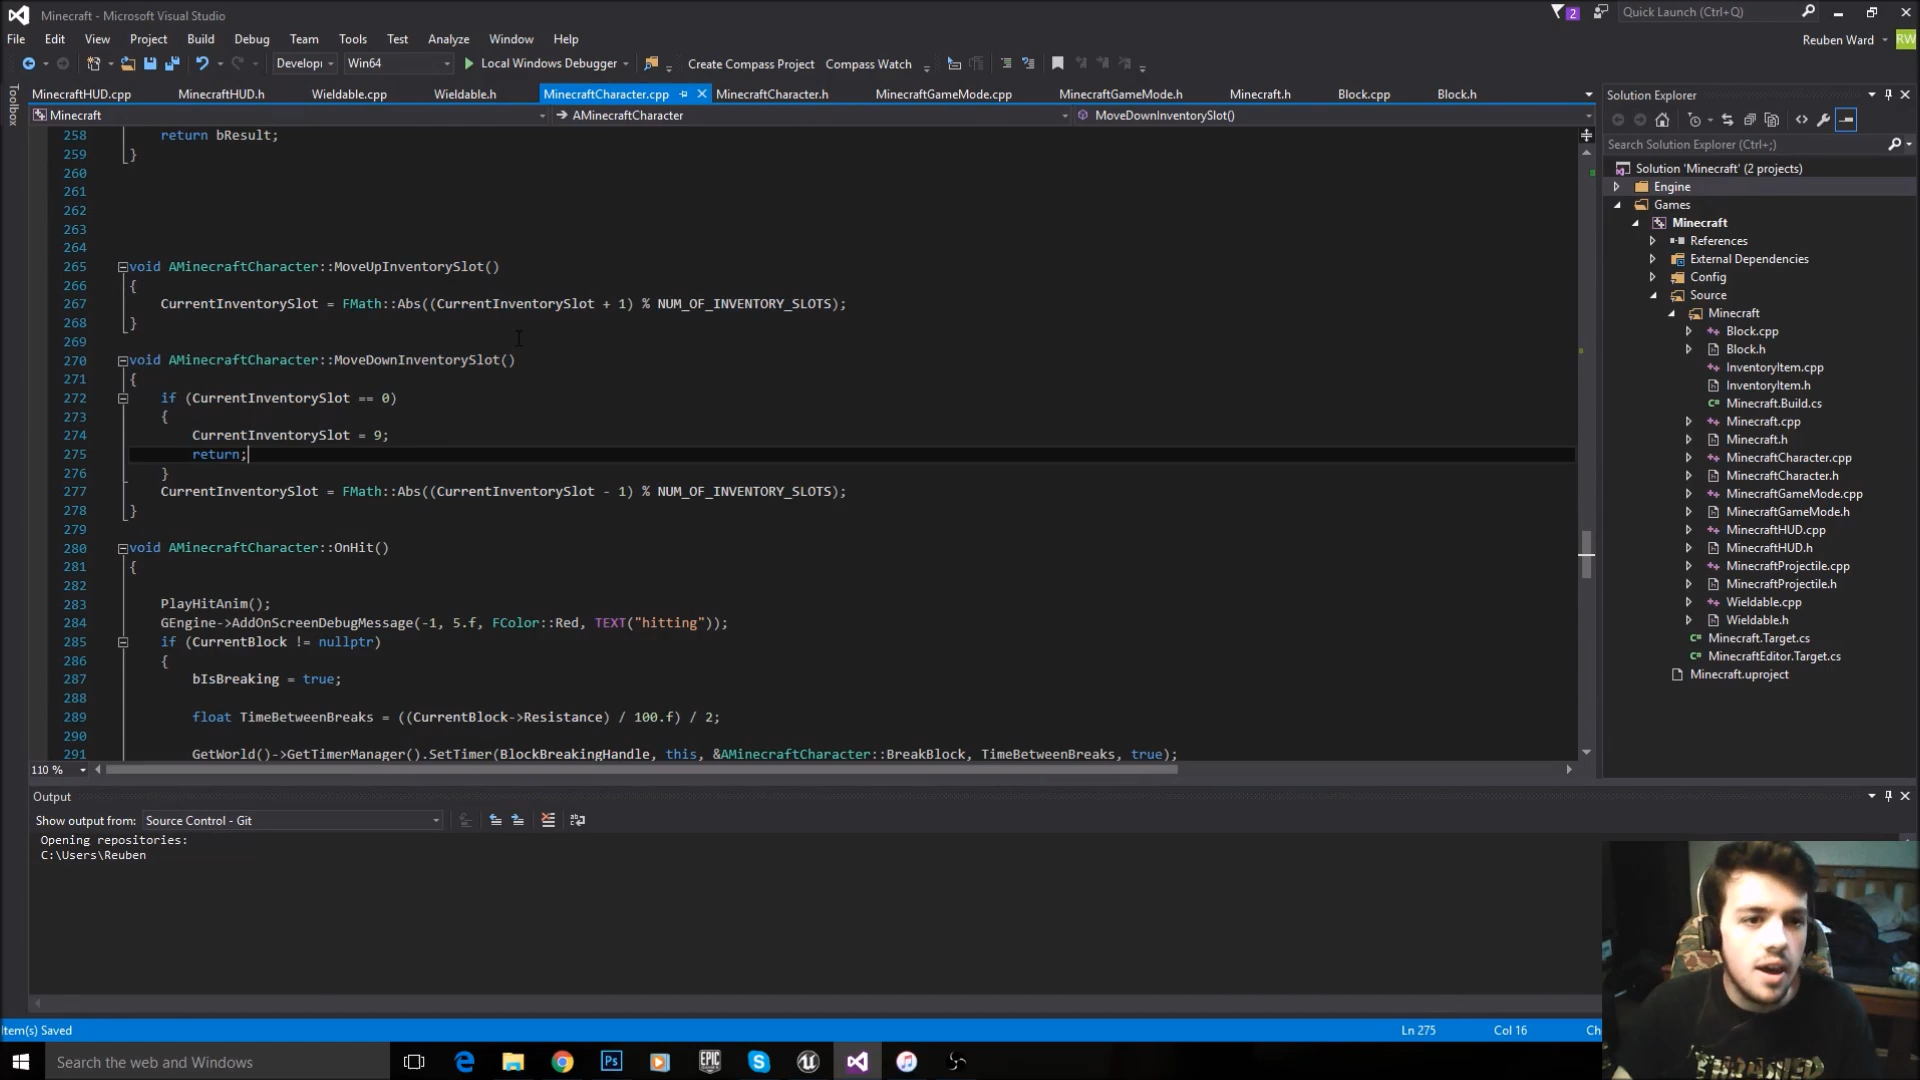 Minecraft - Microsoft Visual Studio
2
Quick Launch (Ctrl+Q)
File Edit View Project Build Debug Team Tools Test Analyze Window Help
Reuben Ward RW
Developi Win64 Local Windows Debugger Create Compass Project Compass Watch
Toolbox
MinecraftHUD.cpp MinecraftHUD.h Wieldable.cpp Wieldable.h MinecraftCharacter.cpp MinecraftCharacter.h MinecraftGameMode.cpp MinecraftGameMode.h Minecraft.h Block.cpp Block.h
Minecraft AMinecraftCharacter MoveDownInventorySlot()
258 return bResult;
259 }
260
261
262
263
264
265 void AMinecraftCharacter::MoveUpInventorySlot()
266 {
267 CurrentInventorySlot = FMath::Abs((CurrentInventorySlot + 1) % NUM_OF_INVENTORY_SLOTS);
268 }
269
270 void AMinecraftCharacter::MoveDownInventorySlot()
271 {
272 if (CurrentInventorySlot == 0)
273 {
274 CurrentInventorySlot = 9;
275 return;
276 }
277 CurrentInventorySlot = FMath::Abs((CurrentInventorySlot - 1) % NUM_OF_INVENTORY_SLOTS);
278 }
279
280 void AMinecraftCharacter::OnHit()
281 {
282
283 PlayHitAnim();
284 GEngine->AddOnScreenDebugMessage(-1, 5.f, FColor::Red, TEXT("hitting"));
285 if (CurrentBlock != nullptr)
286 {
287 bIsBreaking = true;
288
289 float TimeBetweenBreaks = ((CurrentBlock->Resistance) / 100.f) / 2;
290
291 GetWorld()->GetTimerManager().SetTimer(BlockBreakingHandle, this, &AMinecraftCharacter::BreakBlock, TimeBetweenBreaks, true);
110 %
Solution Explorer
Search Solution Explorer (Ctrl+;)
Solution 'Minecraft' (2 projects)
Engine
Games
Minecraft
References
External Dependencies
Config
Source
Minecraft
Block.cpp
Block.h
InventoryItem.cpp
InventoryItem.h
Minecraft.Build.cs
Minecraft.cpp
Minecraft.h
MinecraftCharacter.cpp
MinecraftCharacter.h
MinecraftGameMode.cpp
MinecraftGameMode.h
MinecraftHUD.cpp
MinecraftHUD.h
MinecraftProjectile.cpp
MinecraftProjectile.h
Wieldable.cpp
Wieldable.h
Minecraft.Target.cs
MinecraftEditor.Target.cs
Minecraft.uproject
Output
Show output from: Source Control - Git
Opening repositories:
C:\Users\Reuben
Item(s) Saved Ln 275 Col 16 Ch
Search the web and Windows